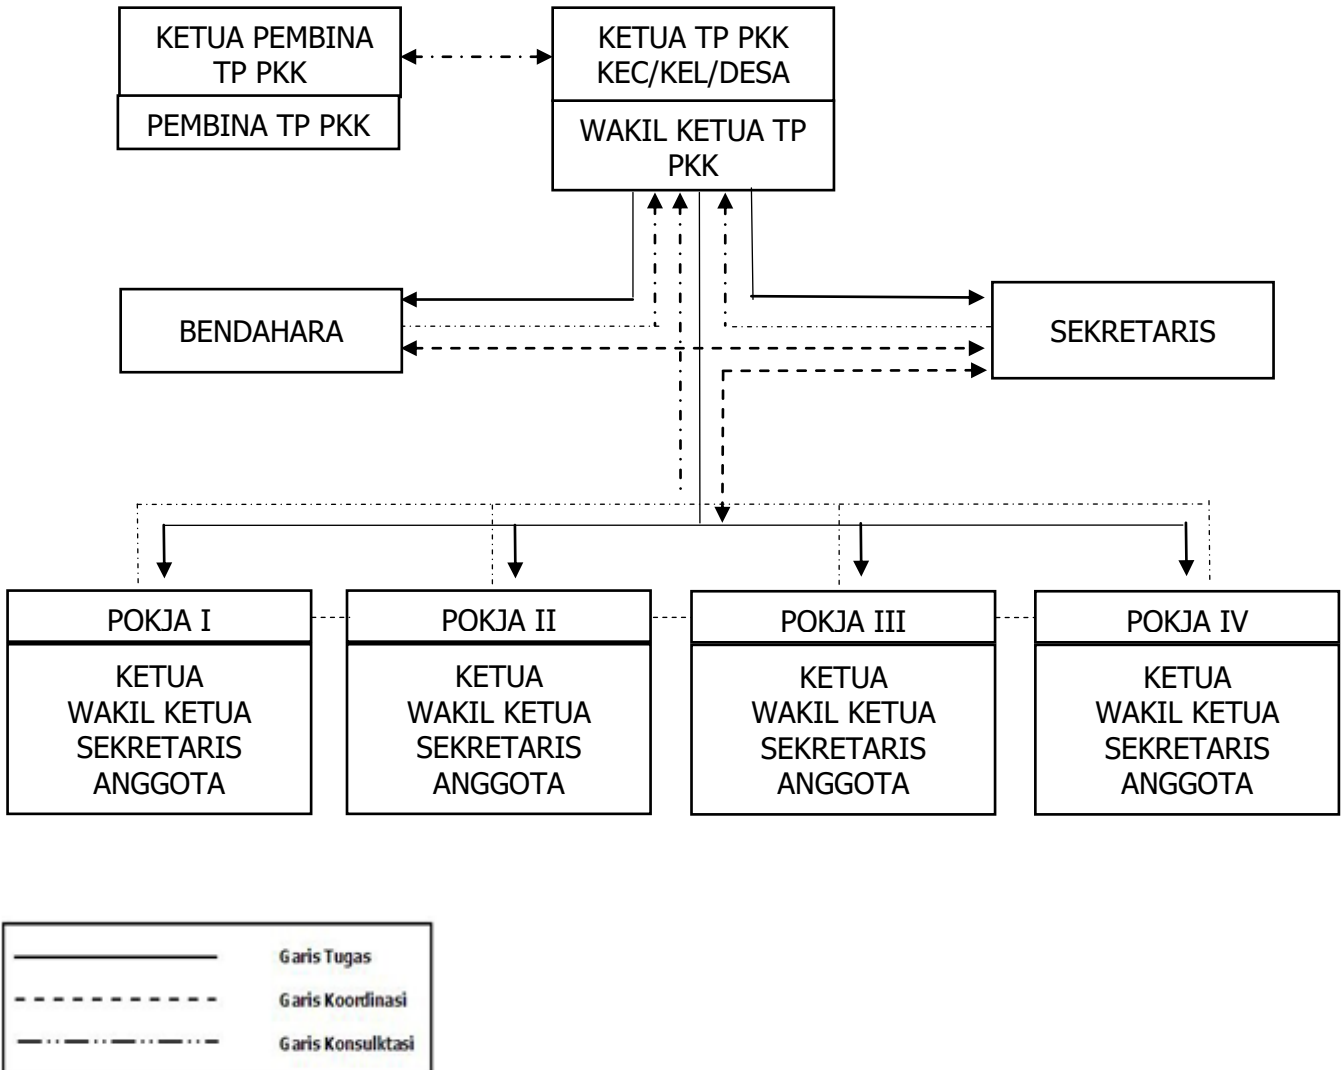 KETUA PEMBINA
TP PKK
PEMBINA TP PKK
KETUA TP PKK
KEC/KEL/DESA
WAKIL KETUA TP
PKK
BENDAHARA
SEKRETARIS
POKJA I
KETUA
WAKIL KETUA
SEKRETARIS
ANGGOTA
POKJA II
KETUA
WAKIL KETUA
SEKRETARIS
ANGGOTA
POKJA III
KETUA
WAKIL KETUA
SEKRETARIS
ANGGOTA
POKJA IV
KETUA
WAKIL KETUA
SEKRETARIS
ANGGOTA
Garis Tugas
Garis Koordinasi
Garis Konsulktasi